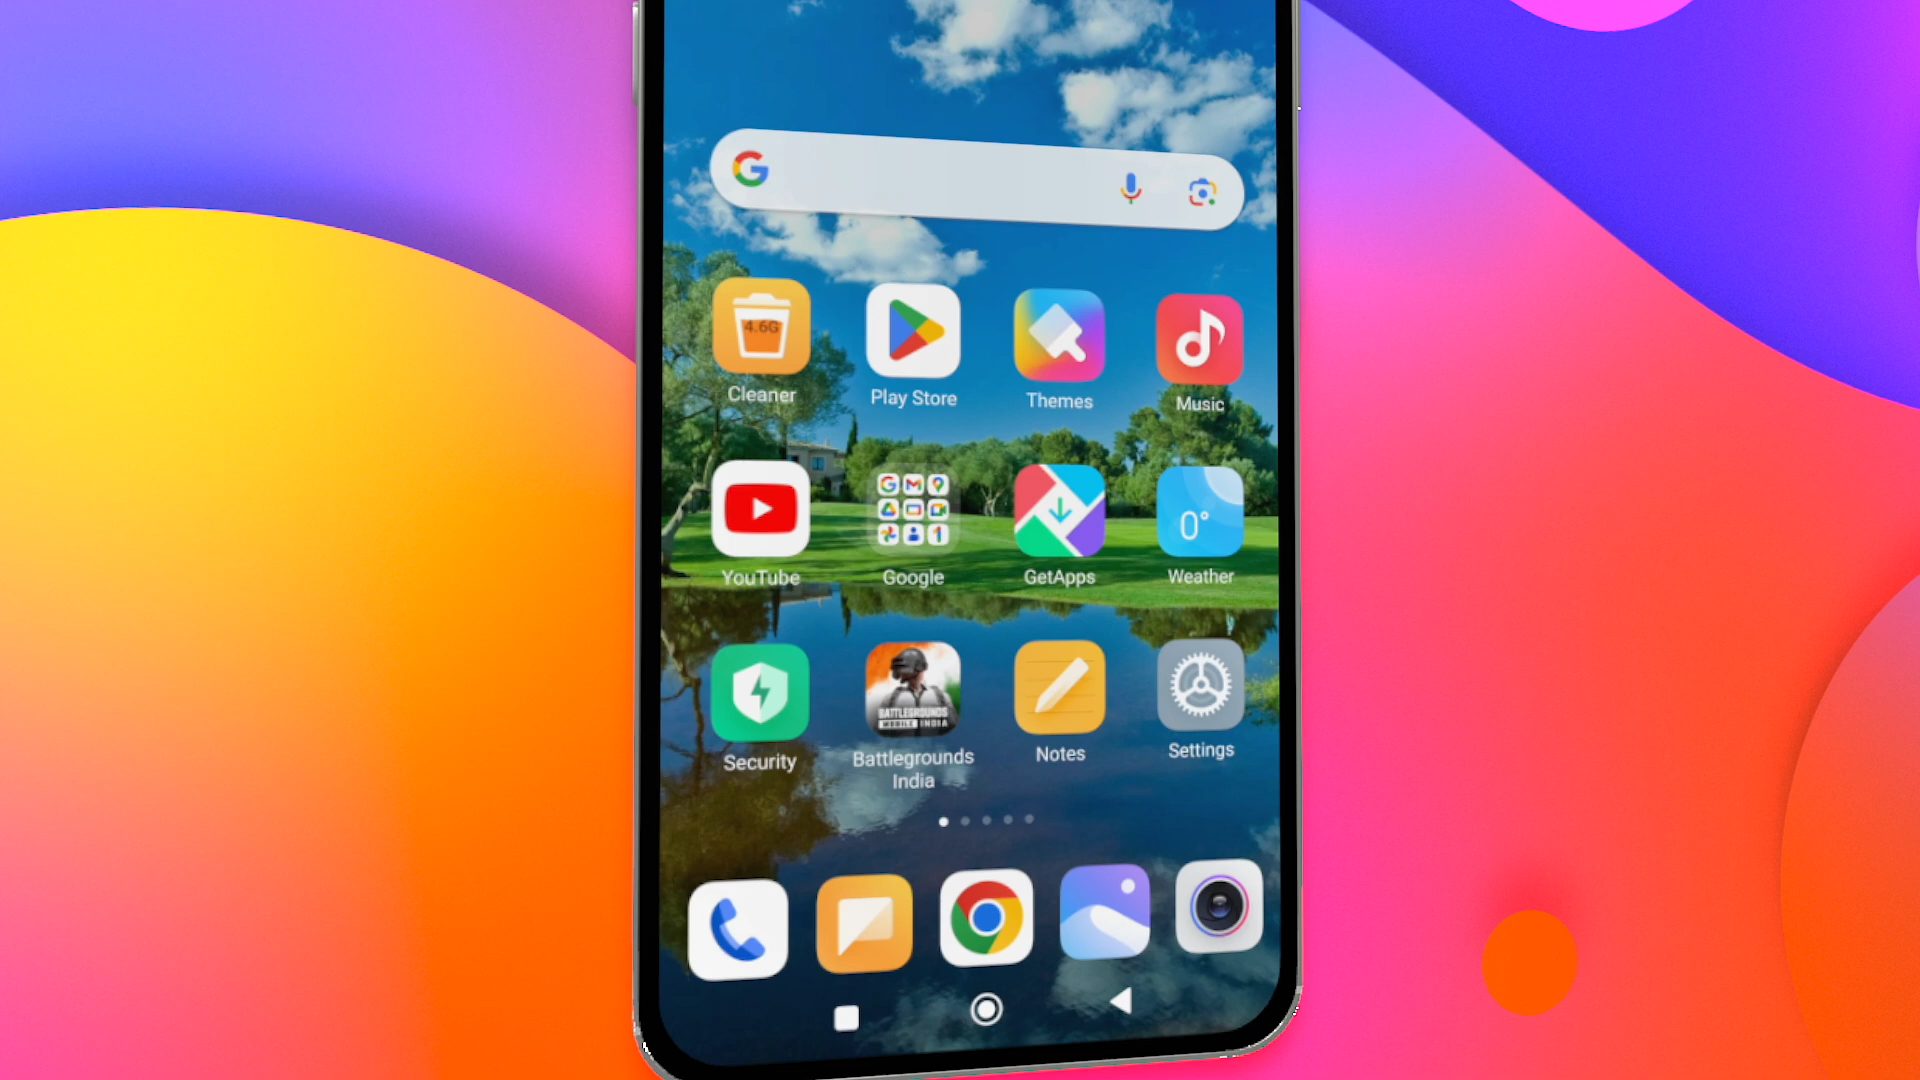 4.6G
Cleaner
Play Store
Themes
Music
YouTube
Google
GetApps
0°
Weather
BATTLEGROUNDS
MOBILE INDIA
Security
Battlegrounds
India
Notes
Settings